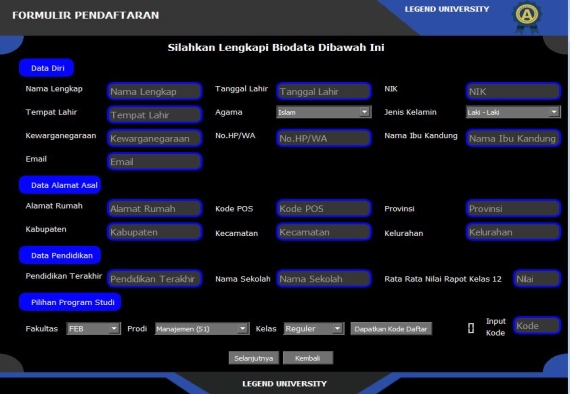 FORMULIR PENDAFTARAN
LEGEND UNIVERSITY
Silahkan Lengkapi Biodata Dibawah Ini
Data Diri
Nama Lengkap Nama Lengkap Tanggal Lahir Tanggal Lahir NIK NIK
Tempat Lahir Tempat Lahir Agama Islam Jenis Kelamin Laki - Laki
Kewarganegaraan Kewarganegaraan No.HP/WA No.HP/WA Nama Ibu Kandung Nama Ibu Kandung
Email Email
Data Alamat Asal
Alamat Rumah Alamat Rumah Kode POS Kode POS Provinsi Provinsi
Kabupaten Kabupaten Kecamatan Kecamatan Kelurahan Kelurahan
Data Pendidikan
Pendidikan Terakhir Pendidikan Terakhir Nama Sekolah Nama Sekolah Rata Rata Nilai Rapot Kelas 12 Nilai
Pilihan Program Studi
Fakultas FEB Prodi Manajemen (S1) Kelas Reguler Dapatkan Kode Daftar Input Kode Kode
Selanjutnya Kembali
LEGEND UNIVERSITY